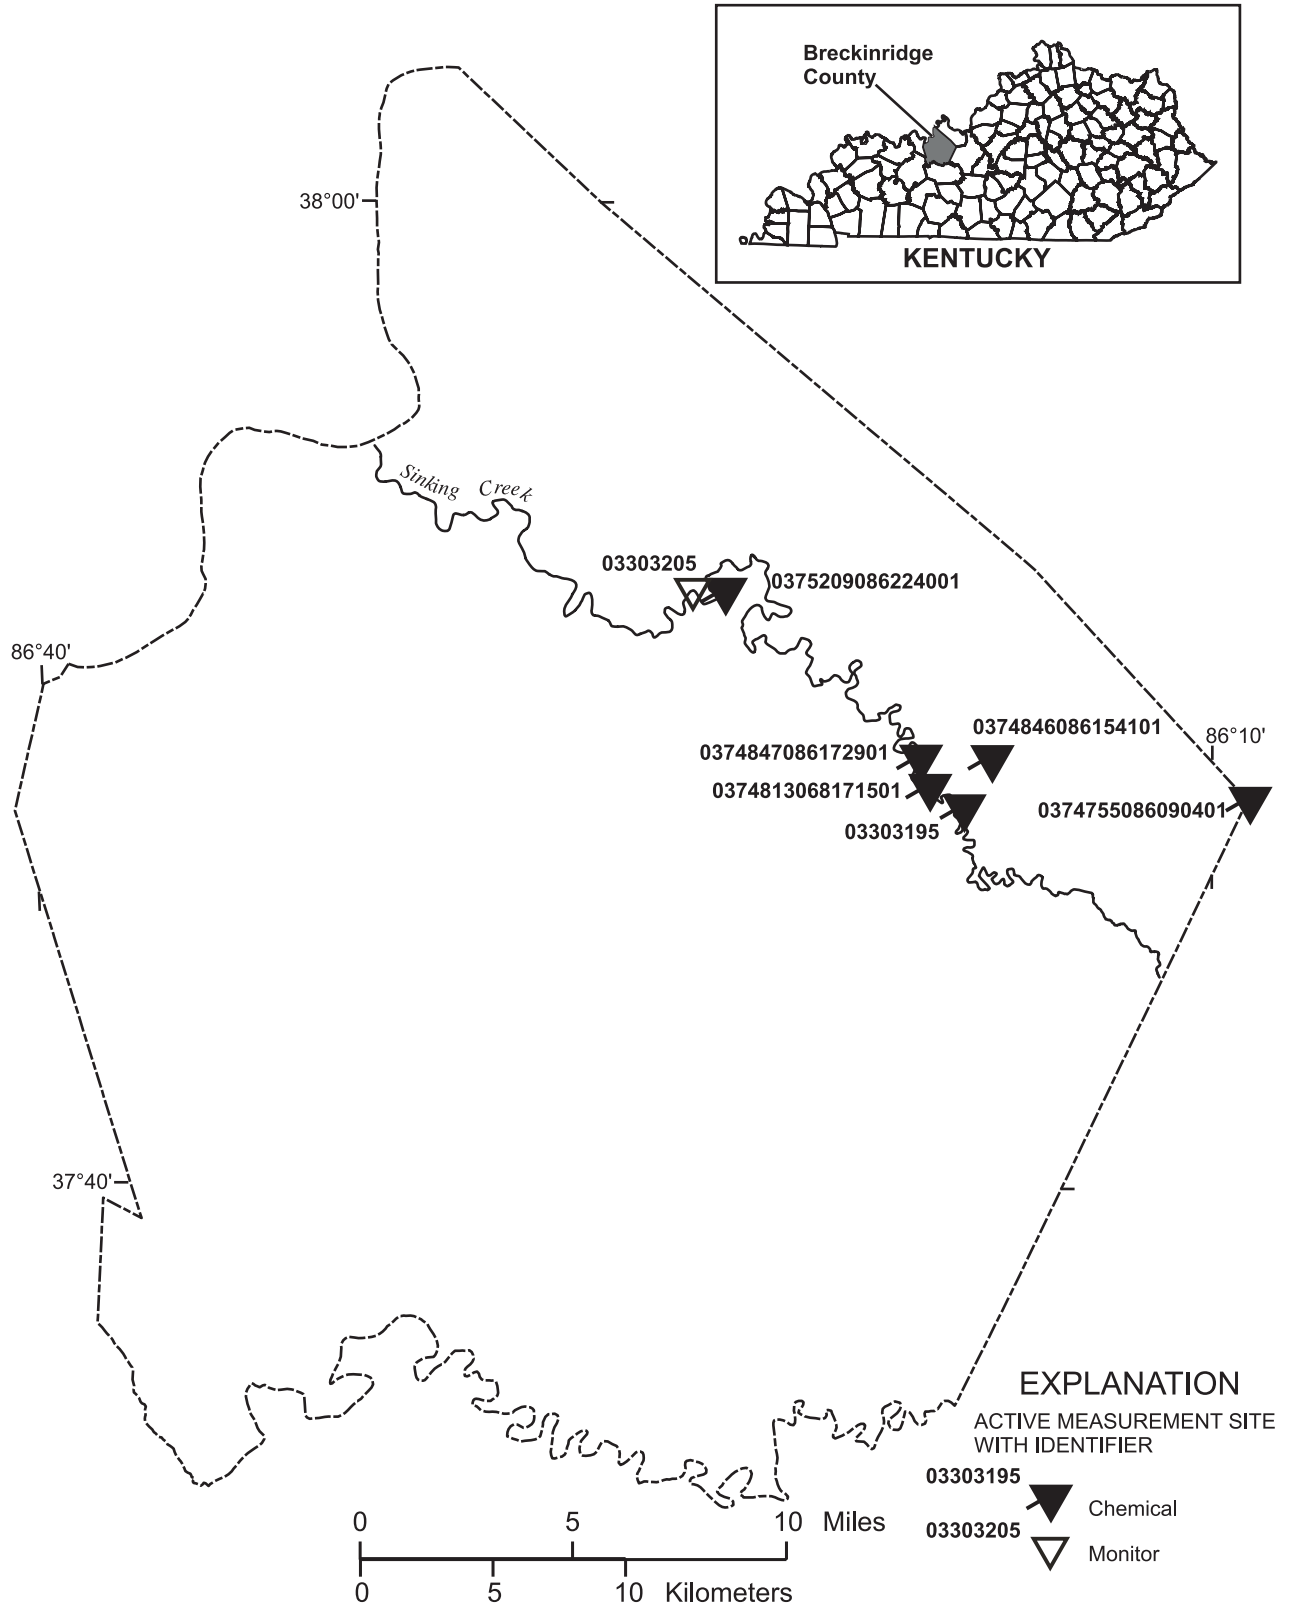 Breckinridge
County
KENTUCKY
38°00'
Sinking Creek
03303205
0375209086224001
86°40'
0374846086154101
86°10'
0374847086172901
0374813068171501
0374755086090401
03303195
37°40'
EXPLANATION
ACTIVE MEASUREMENT SITE
WITH IDENTIFIER
03303195
Chemical
03303205
Monitor
0 5 10 Miles
0 5 10 Kilometers